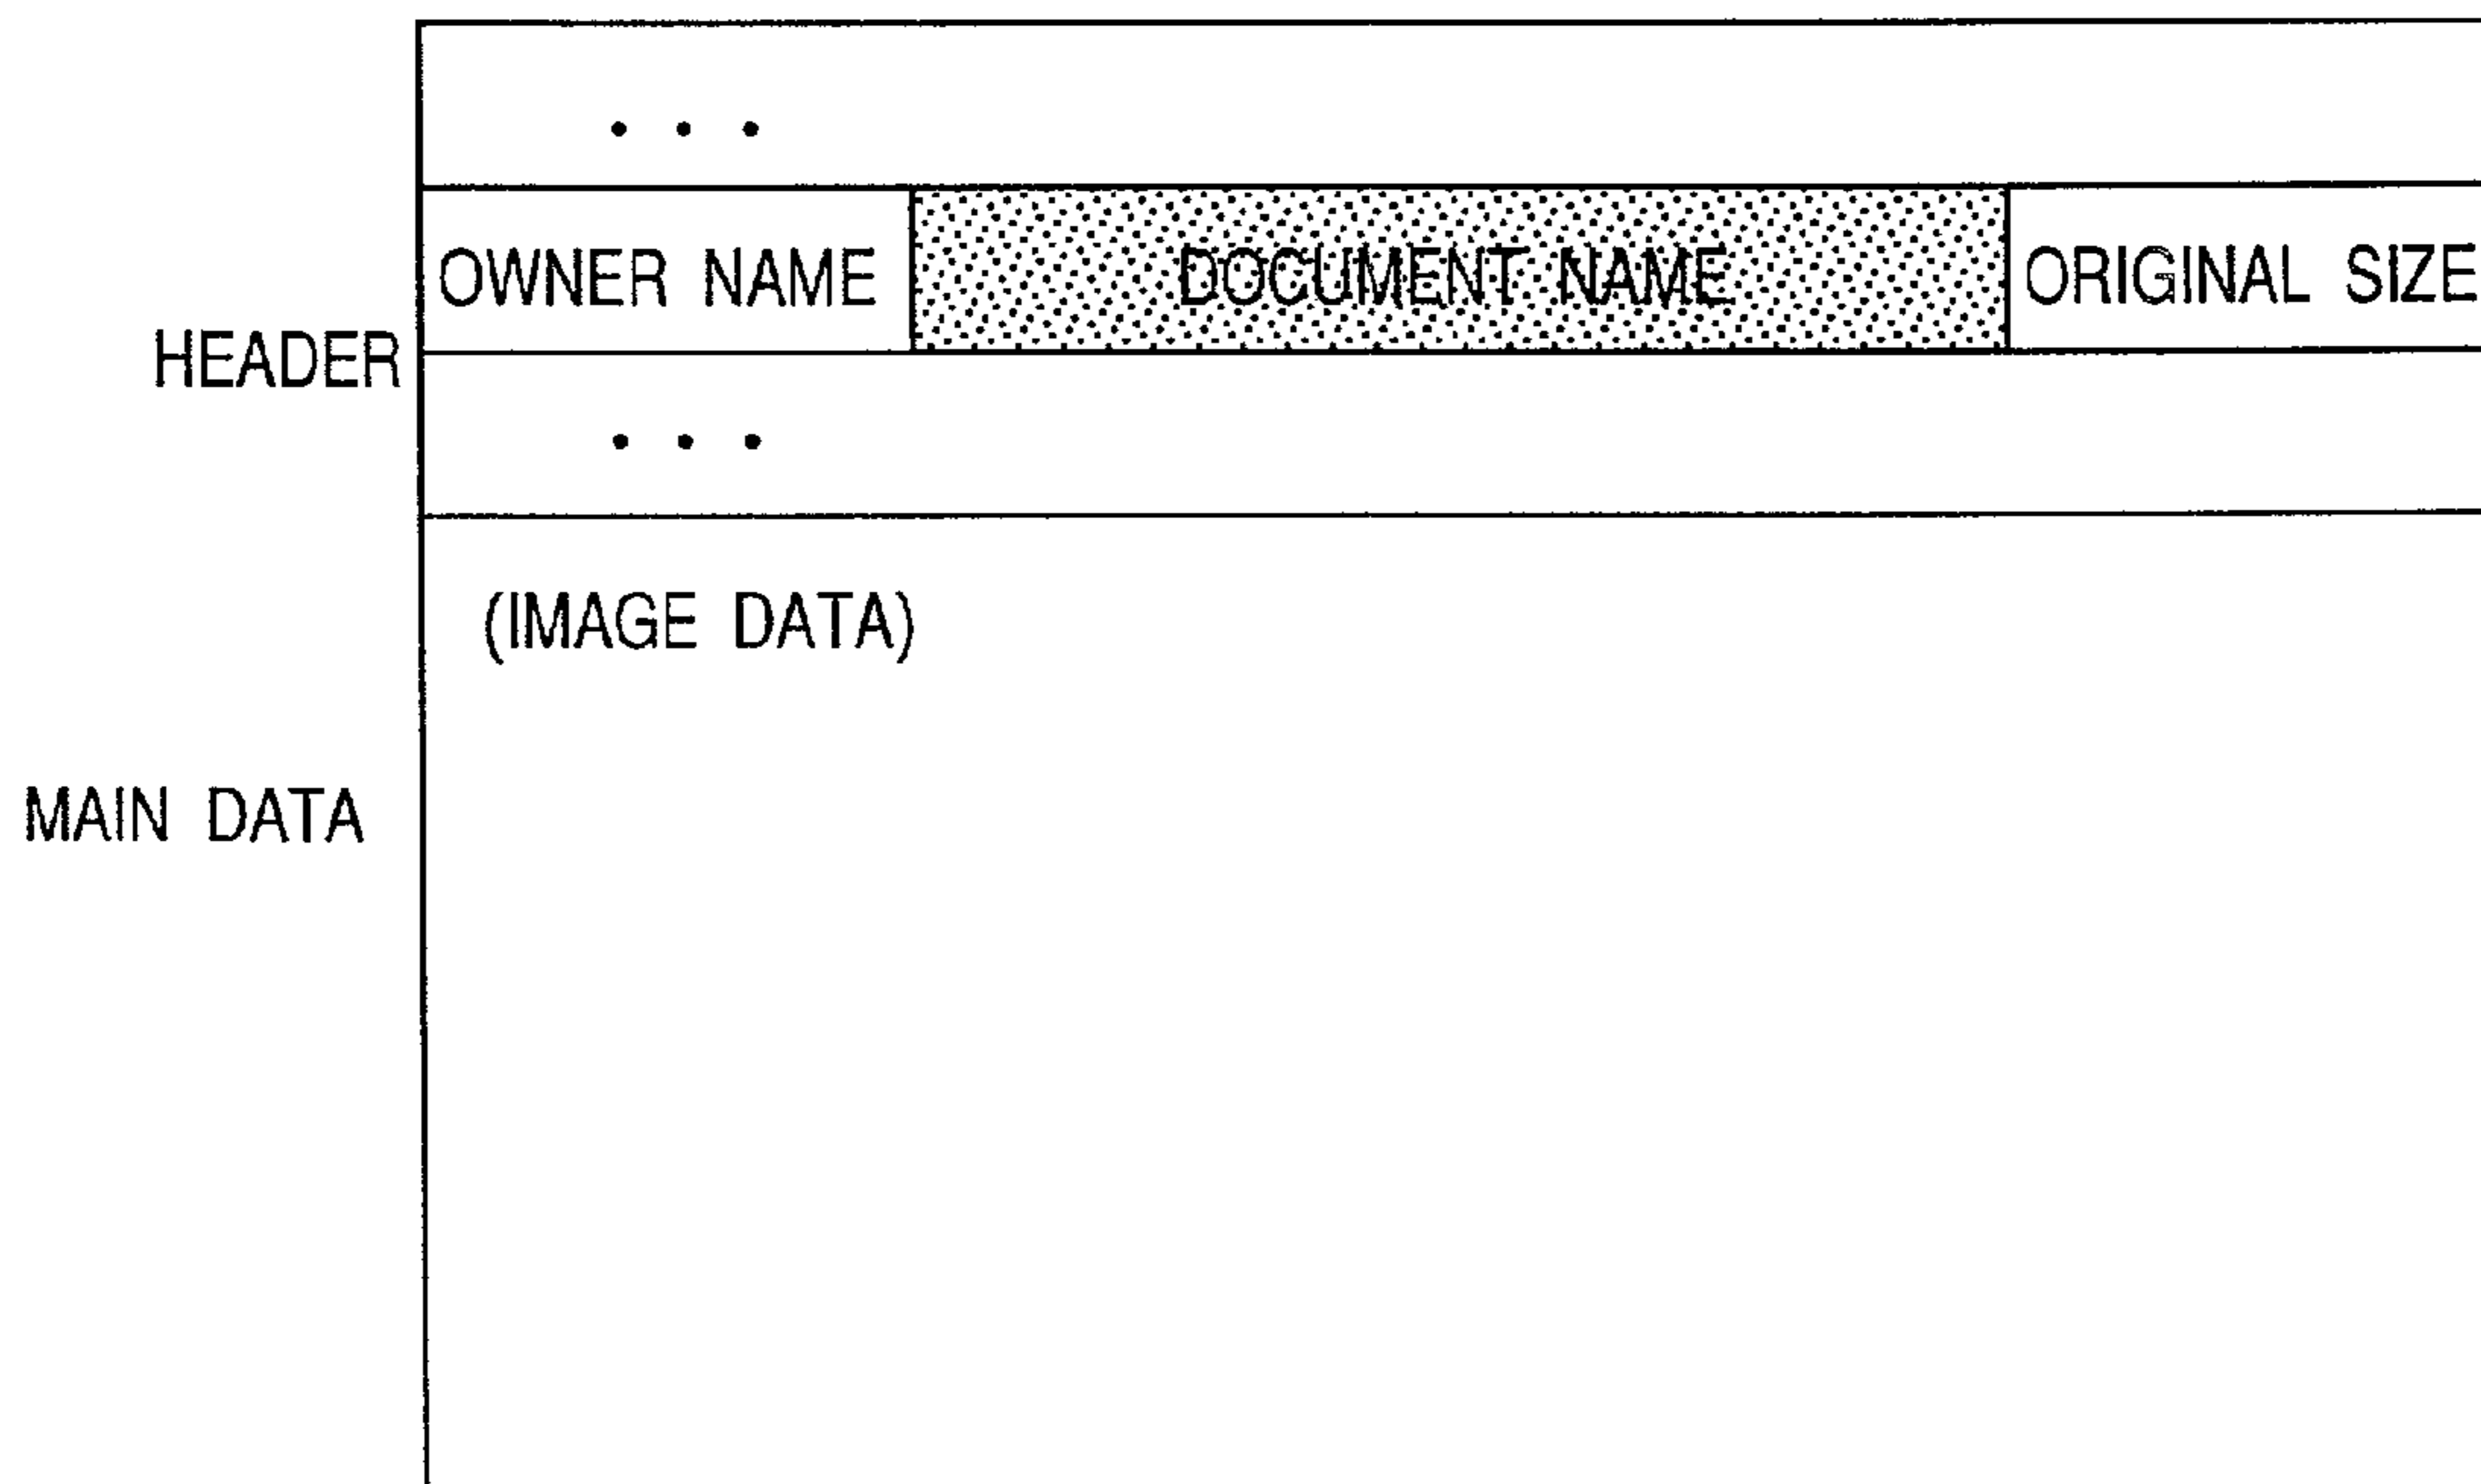 . . .
OWNER NAME DOCUMENT NAME ORIGINAL SIZE
HEADER
. . .
(IMAGE DATA)
MAIN DATA